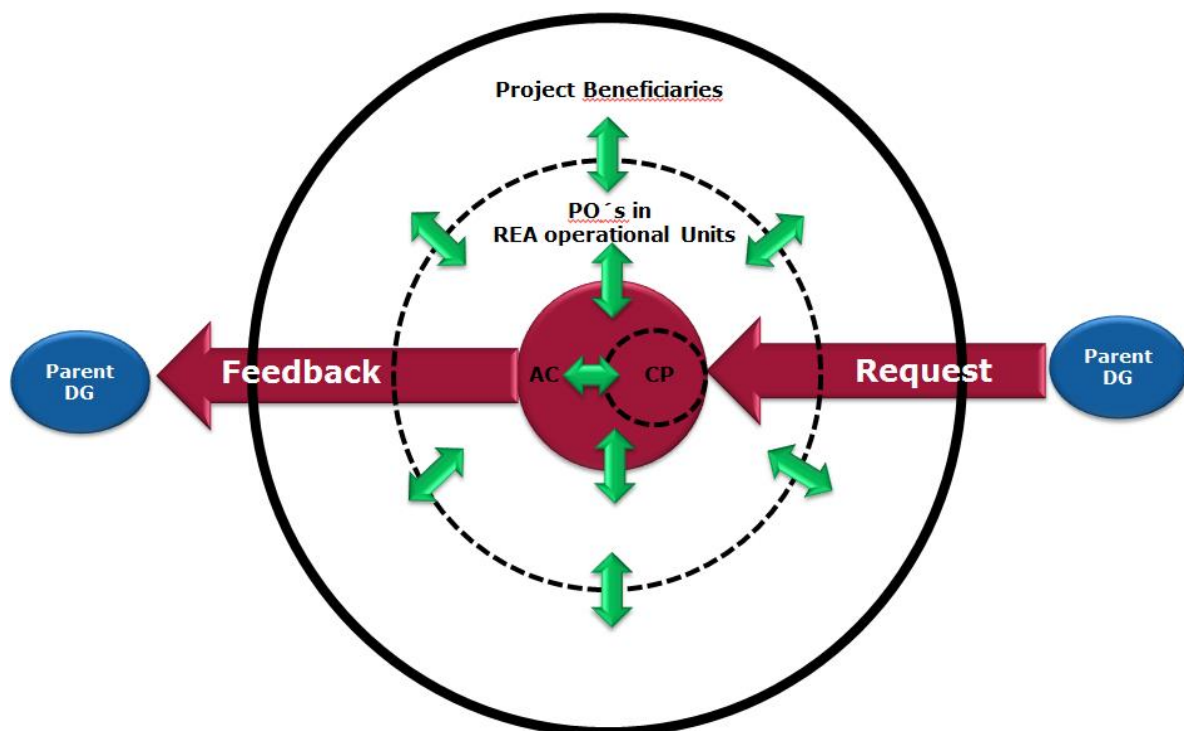 Project Beneficiaries
PO´s in
REA operational Units
Parent
DG
Feedback
AC
CP
Request
Parent
DG